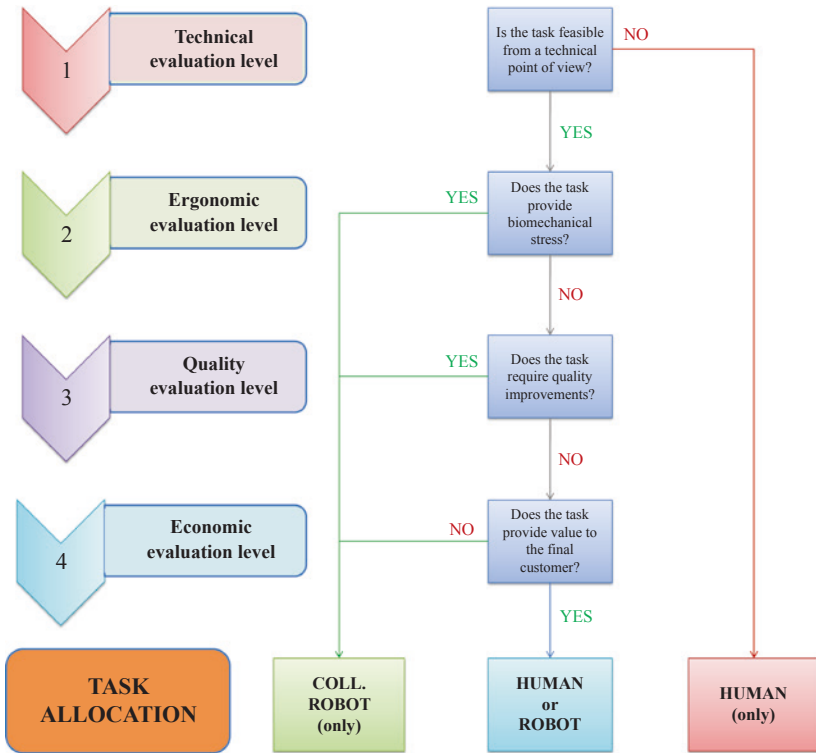 1
Technical
evaluation level
Is the task feasible
from a technical
point of view?
NO
YES
2
Ergonomic
evaluation level
YES
Does the task
provide
biomechanical
stress?
NO
3
Quality
evaluation level
YES
Does the task
require quality
improvements?
NO
4
Economic
evaluation level
NO
Does the task
provide value to
the final
customer?
YES
TASK
ALLOCATION
COLL.
ROBOT
(only)
HUMAN
or
ROBOT
HUMAN
(only)